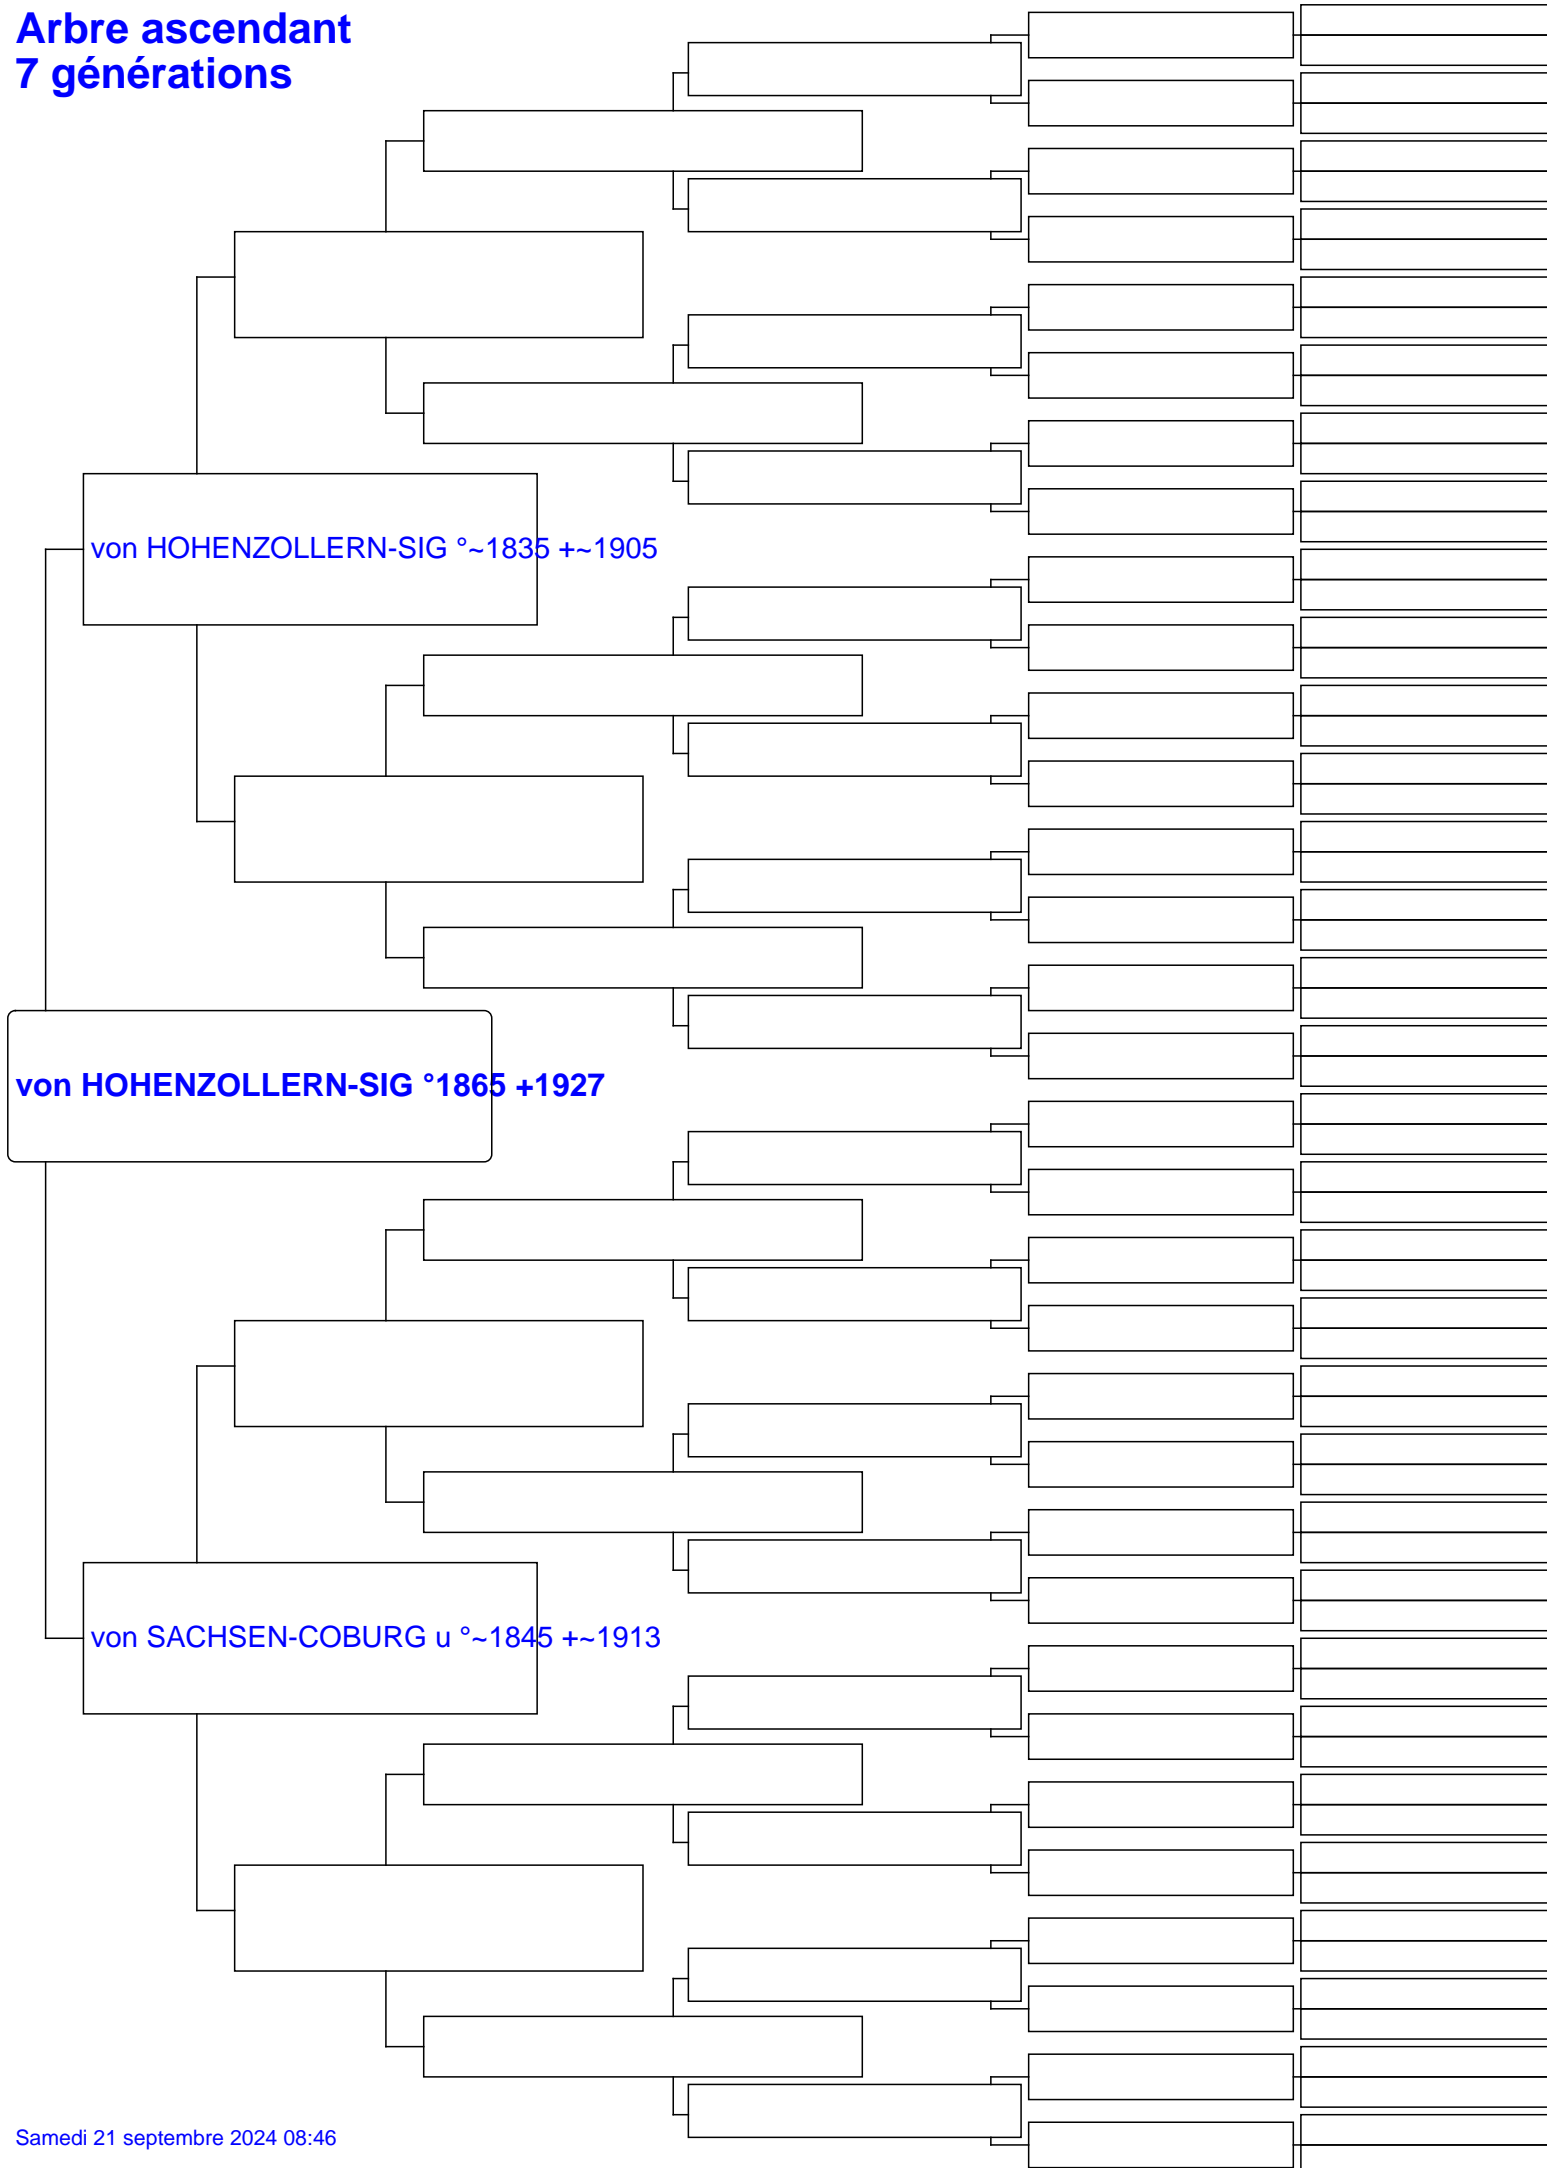 Arbre ascendant
7 générations
von HOHENZOLLERN-SIG °~1835 +~1905
von HOHENZOLLERN-SIG °1865 +1927
von SACHSEN-COBURG u °~1845 +~1913
Samedi 21 septembre 2024 08:46